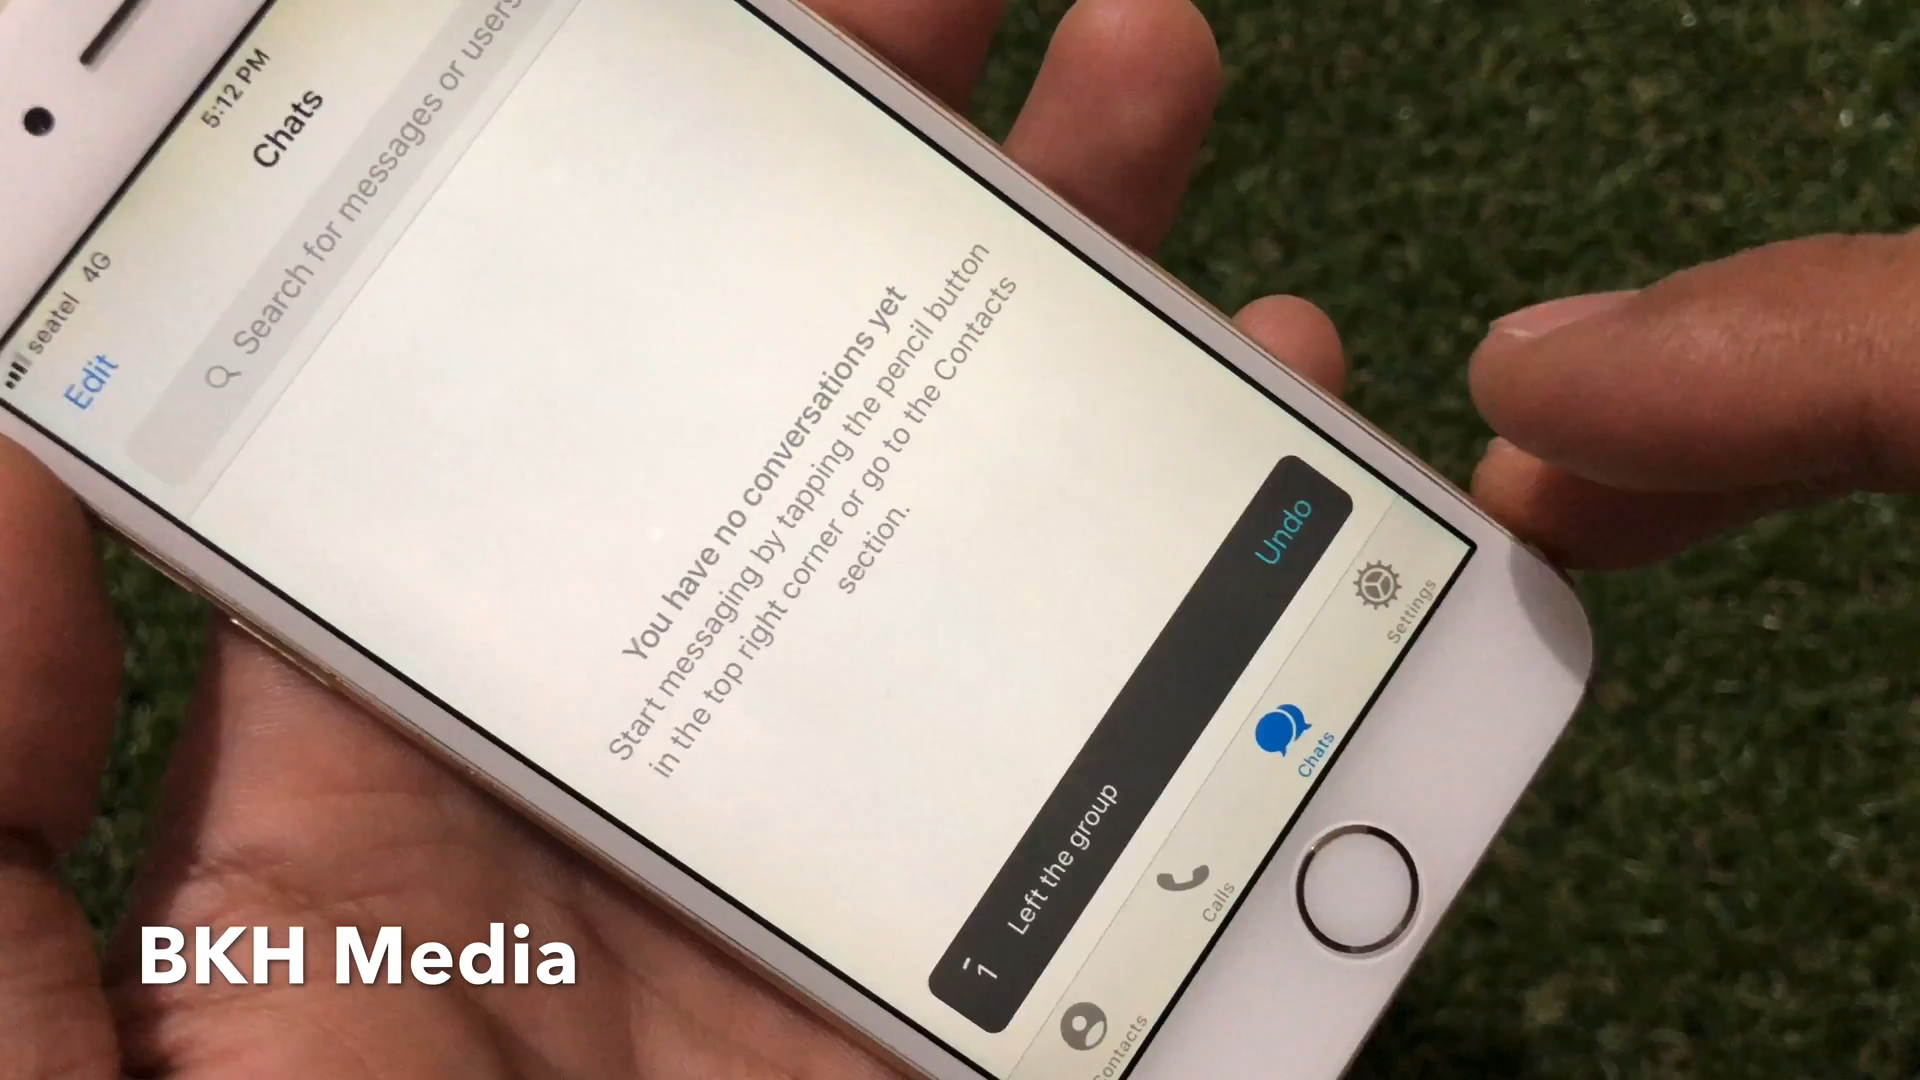 seatel 4G
5:12 PM
Edit
Chats
Search for messages or users
You have no conversations yet
Start messaging by tapping the pencil button
in the top right corner or go to the Contacts
section.
1
Left the group
Undo
Contacts
Calls
Chats
Settings
BKH Media